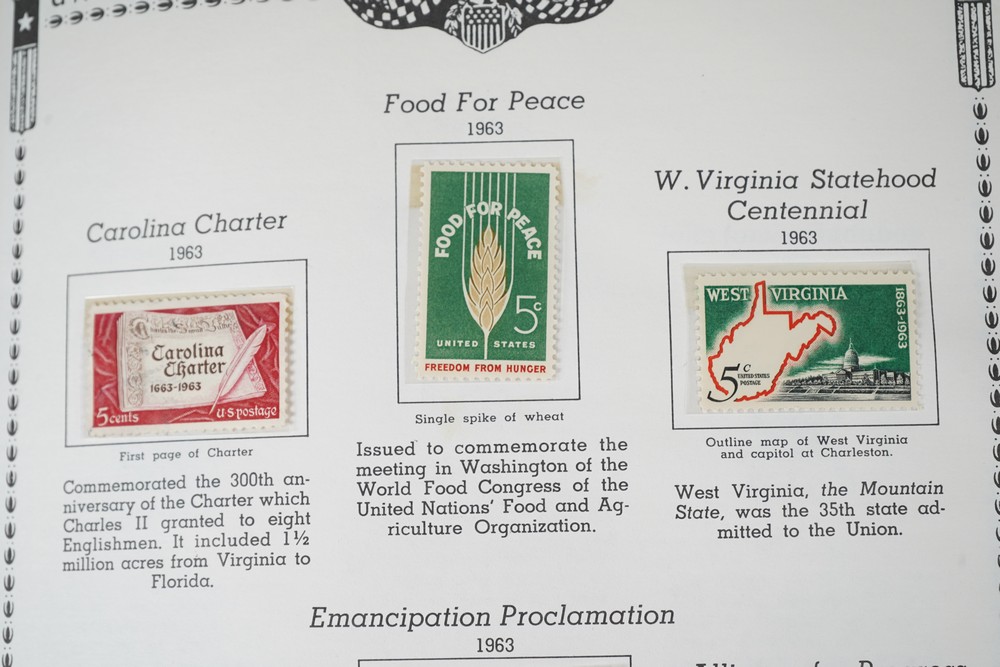 Food For Peace
1963
FOOD FOR PEACE
5c
UNITED STATES
FREEDOM FROM HUNGER
Single spike of wheat
Issued to commemorate the
meeting in Washington of the
World Food Congress of the
United Nations' Food and Ag-
riculture Organization.
Carolina Charter
1963
Carolina
Charter
1663-1963
5 cents
U·S·postage
First page of Charter
Commemorated the 300th an-
niversary of the Charter which
Charles II granted to eight
Englishmen. It included 1½
million acres from Virginia to
Florida.
W. Virginia Statehood
Centennial
1963
WEST VIRGINIA
1863-1963
5c
UNITED STATES
POSTAGE
Outline map of West Virginia
and capitol at Charleston.
West Virginia, the Mountain
State, was the 35th state ad-
mitted to the Union.
Emancipation Proclamation
1963